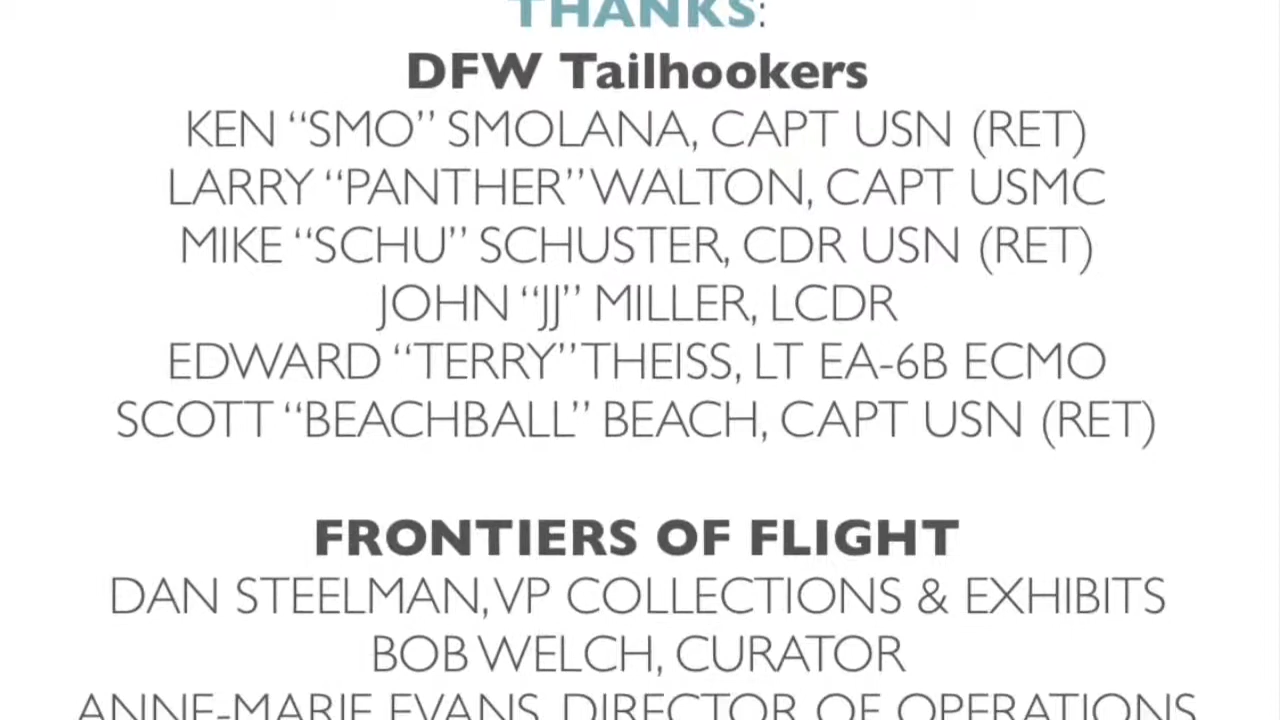 THANKS:
DFW Tailhookers
KEN “SMO” SMOLANA, CAPT USN (RET)
LARRY “PANTHER” WALTON, CAPT USMC
MIKE “SCHU” SCHUSTER, CDR USN (RET)
JOHN “JJ” MILLER, LCDR
EDWARD “TERRY” THEISS, LT EA-6B ECMO
SCOTT “BEACHBALL” BEACH, CAPT USN (RET)
FRONTIERS OF FLIGHT
DAN STEELMAN, VP COLLECTIONS & EXHIBITS
BOB WELCH, CURATOR
ANNE-MARIE EVANS, DIRECTOR OF OPERATIONS